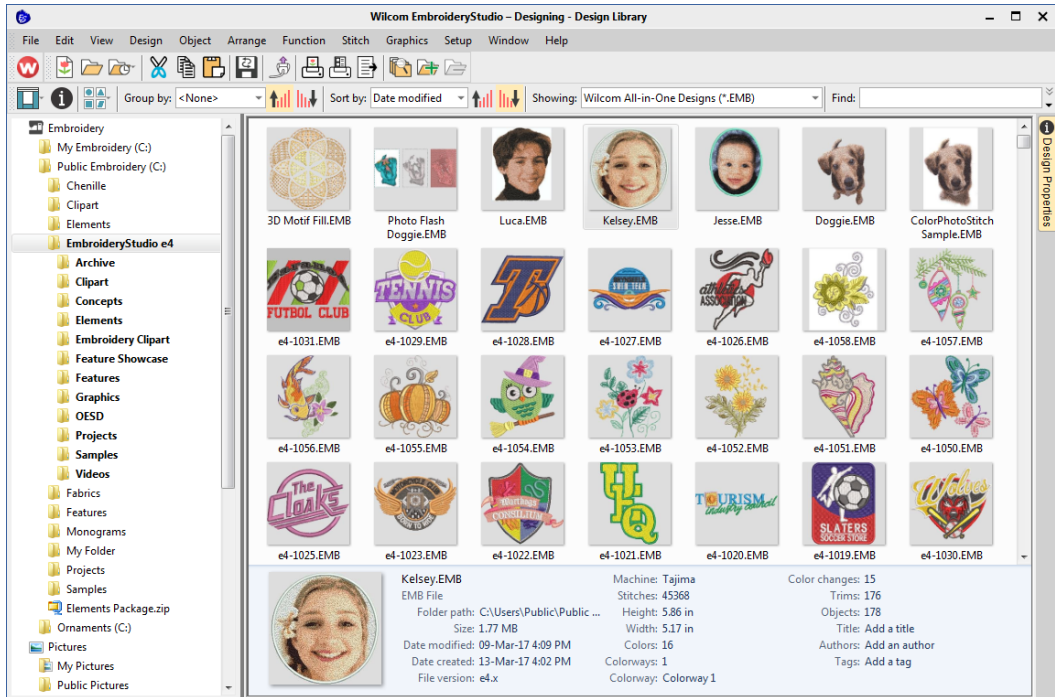 Wilcom EmbroideryStudio – Designing - Design Library
File Edit View Design Object Arrange Function Stitch Graphics Setup Window Help
Group by: <None> Sort by: Date modified Showing: Wilcom All-in-One Designs (*.EMB) Find:
Embroidery
My Embroidery (C:)
Public Embroidery (C:)
Chenille
Clipart
Elements
EmbroideryStudio e4
Archive
Clipart
Concepts
Elements
Embroidery Clipart
Feature Showcase
Features
Graphics
OESD
Projects
Samples
Videos
Fabrics
Features
Monograms
My Folder
Projects
Samples
Elements Package.zip
Ornaments (C:)
Pictures
My Pictures
Public Pictures
3D Motif Fill.EMB
Photo Flash
Doggie.EMB
Luca.EMB
Kelsey.EMB
Jesse.EMB
Doggie.EMB
ColorPhotoStitch
Sample.EMB
FUTBOL CLUB
TENNIS
CLUB
SWIM TEAM
athletics
ASSOCIATION
e4-1031.EMB e4-1029.EMB e4-1028.EMB e4-1027.EMB e4-1026.EMB e4-1058.EMB e4-1057.EMB
e4-1056.EMB e4-1055.EMB e4-1054.EMB e4-1053.EMB e4-1052.EMB e4-1051.EMB e4-1050.EMB
The
Cloaks
CONSILIUM
TOURISM
industry council
SLATERS
SOCCER STORE
Wolves
e4-1025.EMB e4-1023.EMB e4-1022.EMB e4-1021.EMB e4-1020.EMB e4-1019.EMB e4-1030.EMB
Kelsey.EMB
EMB File
Folder path: C:\Users\Public\Public ...
Size: 1.77 MB
Date modified: 09-Mar-17 4:09 PM
Date created: 13-Mar-17 4:02 PM
File version: e4.x
Machine: Tajima
Stitches: 45368
Height: 5.86 in
Width: 5.17 in
Colors: 16
Colorways: 1
Colorway: Colorway 1
Color changes: 15
Trims: 176
Objects: 178
Title: Add a title
Authors: Add an author
Tags: Add a tag
Design Properties